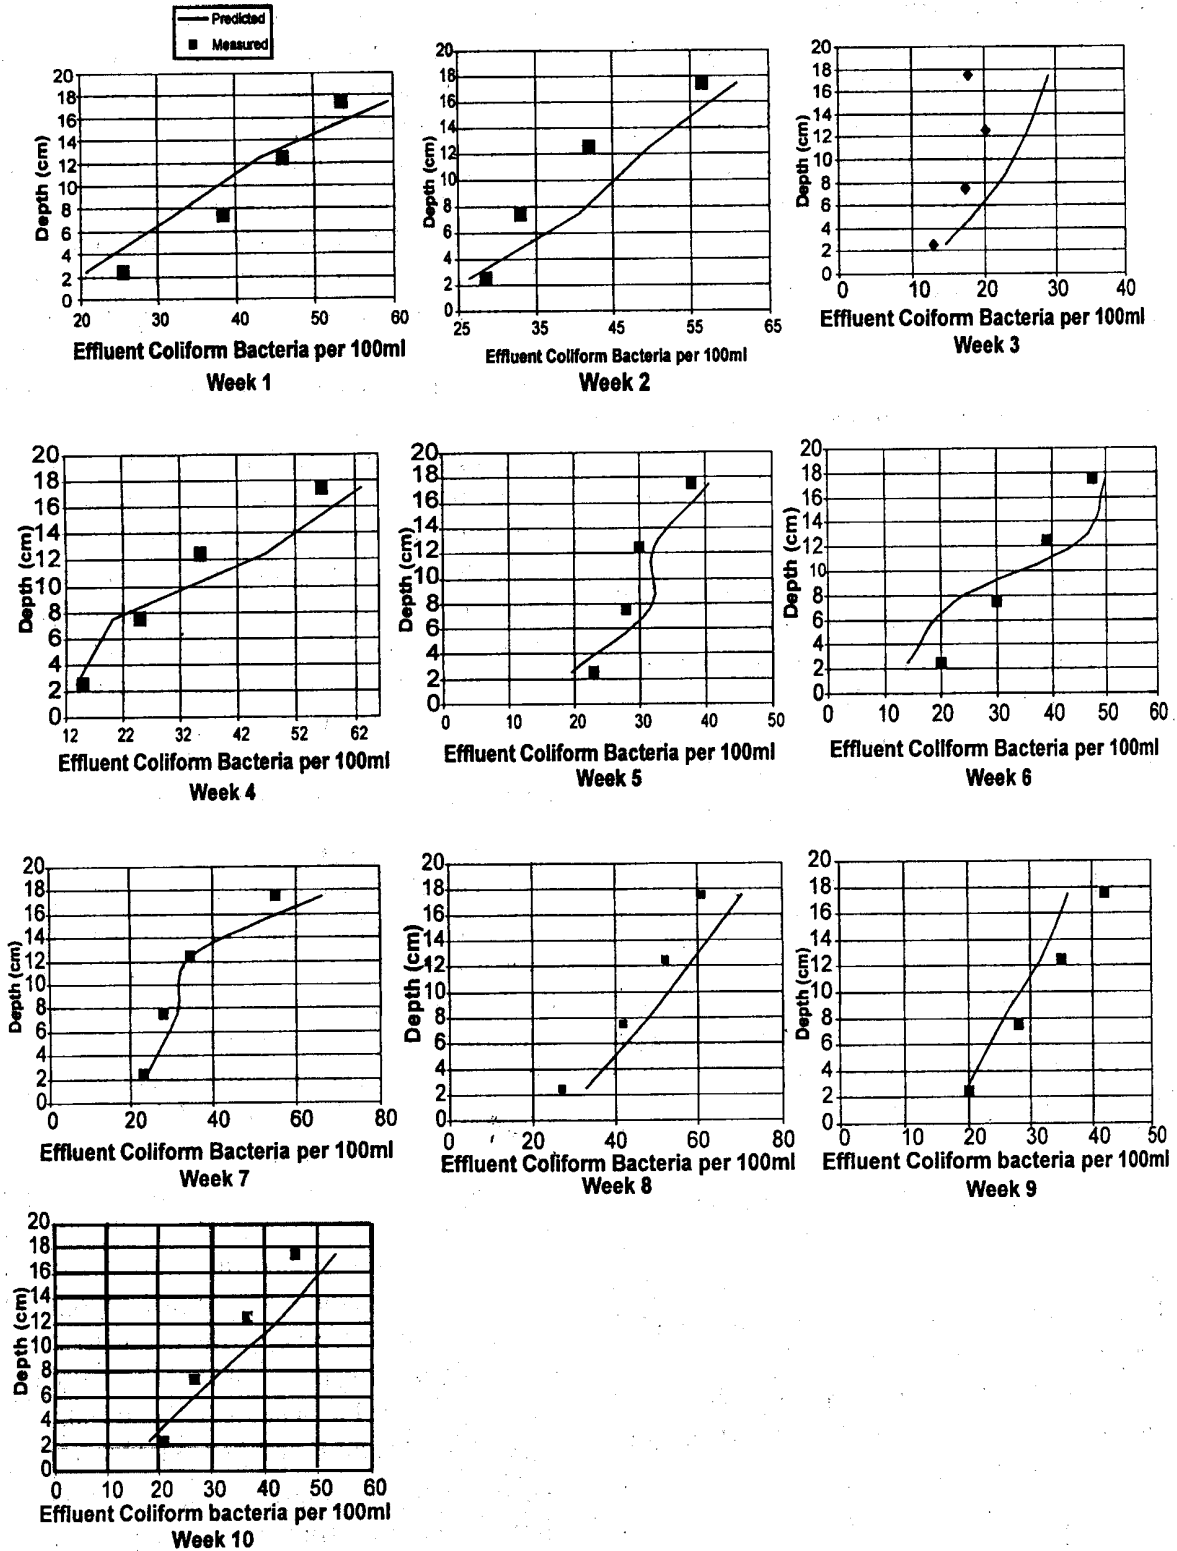 Predicted
Measured
20
18
16
14
12
10
8
6
4
2
0
Depth (cm)
20 30 40 50 60
Effluent Coliform Bacteria per 100ml
Week 1
20
18
16
14
12
10
8
6
4
2
0
Depth (cm)
25 35 45 55 65
Effluent Coliform Bacteria per 100ml
Week 2
20
18
16
14
12
10
8
6
4
2
0
Depth (cm)
0 10 20 30 40
Effluent Coiform Bacteria per 100ml
Week 3
20
18
16
14
12
10
8
6
4
2
0
Depth (cm)
12 22 32 42 52 62
Effluent Coliform Bacteria per 100ml
Week 4
20
18
16
14
12
10
8
6
4
2
0
Depth (cm)
0 10 20 30 40 50
Effluent Coliform Bacteria per 100ml
Week 5
20
18
16
14
12
10
8
6
4
2
0
Depth (cm)
0 10 20 30 40 50 60
Effluent Coliform Bacteria per 100ml
Week 6
20
18
16
14
12
10
8
6
4
2
0
Depth (cm)
0 20 40 60 80
Effluent Coliform Bacteria per 100ml
Week 7
20
18
16
14
12
10
8
6
4
2
0
Depth (cm)
0 20 40 60 80
Effluent Coliform Bacteria per 100ml
Week 8
20
18
16
14
12
10
8
6
4
2
0
Depth (cm)
0 10 20 30 40 50
Effluent Coliform bacteria per 100ml
Week 9
20
18
16
14
12
10
8
6
4
2
0
Depth (cm)
0 10 20 30 40 50 60
Effluent Coliform bacteria per 100ml
Week 10